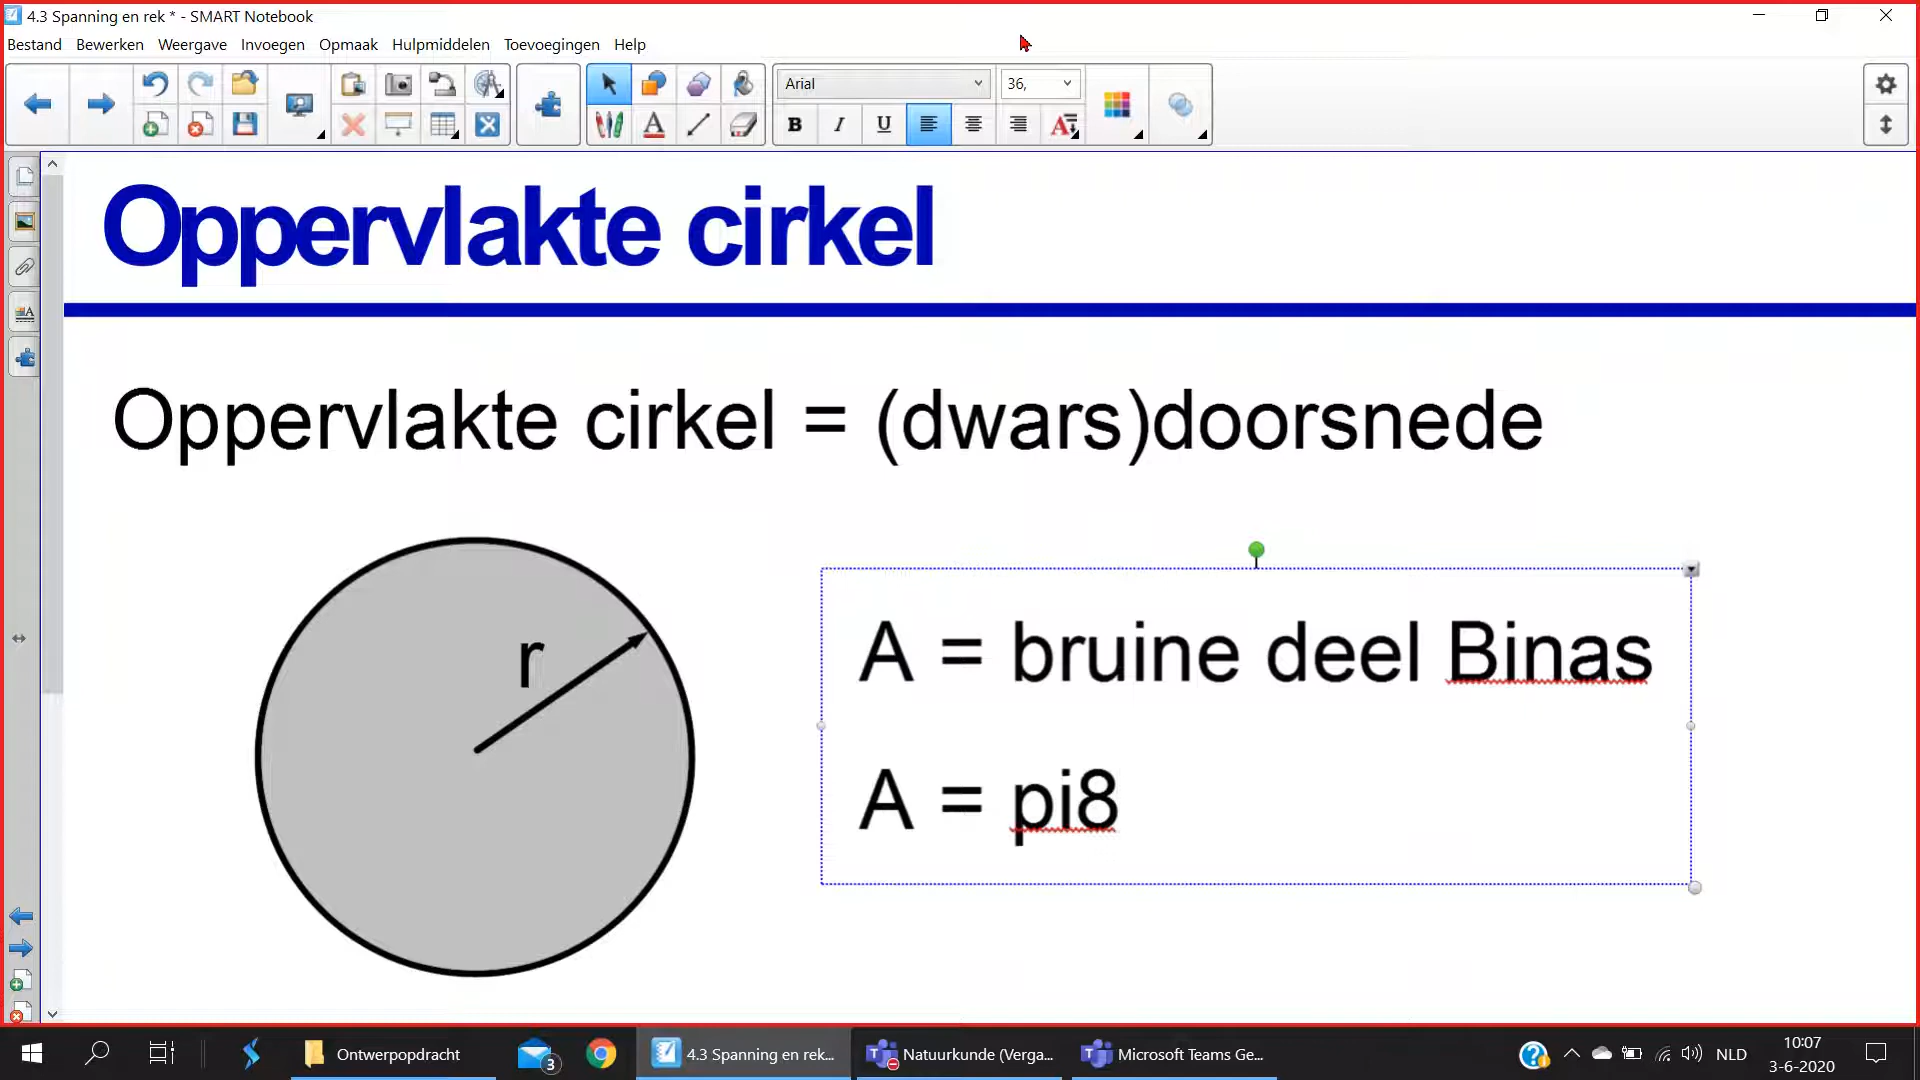 4.3 Spanning en rek * - SMART Notebook
Bestand Bewerken Weergave Invoegen Opmaak Hulpmiddelen Toevoegingen Help
Arial 36,
B I U A
Oppervlakte cirkel
Oppervlakte cirkel = (dwars)doorsnede
r
A = bruine deel Binas
A = pi8
Ontwerpopdracht 3 4.3 Spanning en rek... Natuurkunde (Verga... Microsoft Teams Ge... NLD 10:07
3-6-2020